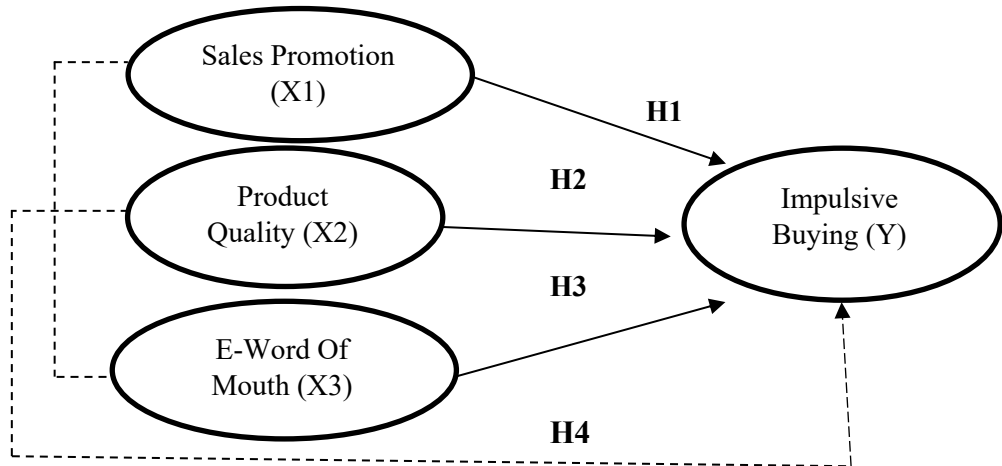 Sales Promotion
(X1)
H1
H2
Product
Quality (X2)
Impulsive
Buying (Y)
H3
E-Word Of
Mouth (X3)
H4